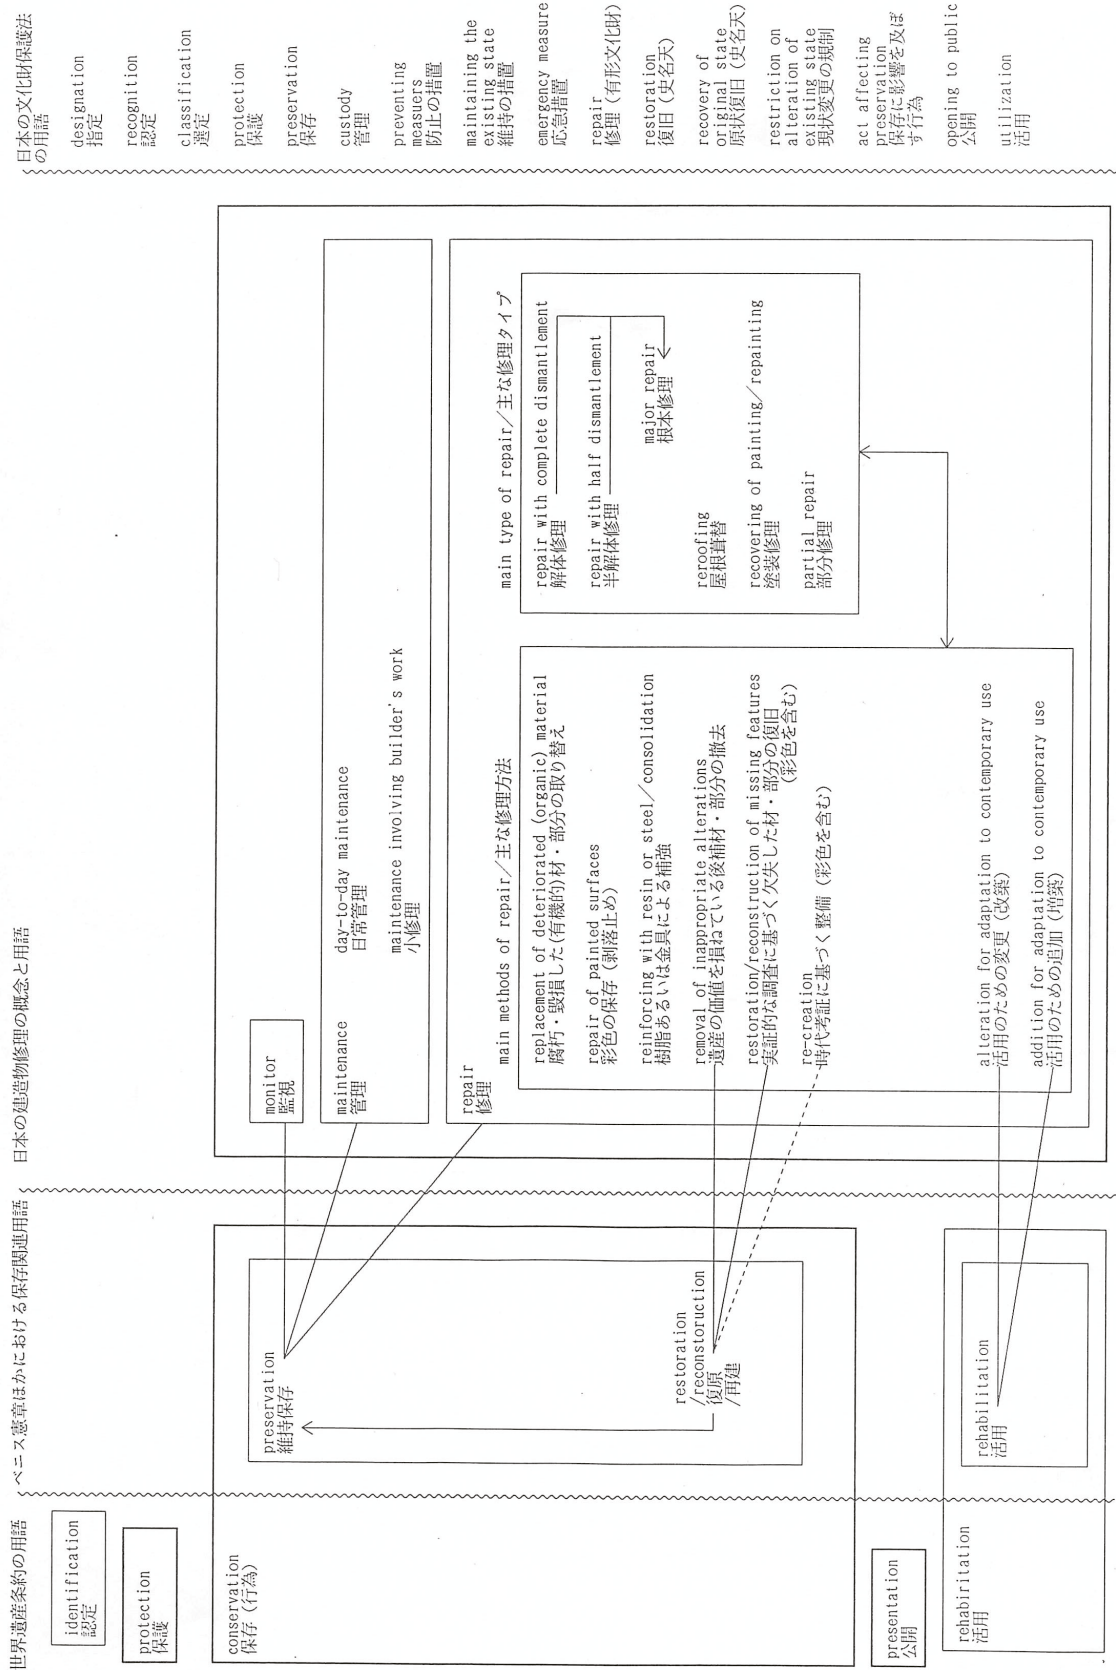 世界遺産条約の用語
identification
認定
protection
保護
conservation
保存(行為)
presentation
公開
rehabiritation
活用
ベニス憲章ほかにおける保存関連用語
preservation
維持保存
restoration
/reconstoruction
復原
/再建
rehabilitation
活用
日本の建造物修理の概念と用語
monitor
監視
maintenance
管理
day-to-day maintenance
日常管理
maintenance involving builder's work
小修理
repair
修理
main methods of repair/主な修理方法
replacement of deteriorated (organic) material
腐朽・毀損した(有機的)材・部分の取り替え
repair of painted surfaces
彩色の保存(剥落止め)
reinforcing with resin or steel/consolidation
樹脂あるいは金具による補強
removal of inappropriate alterations
遺産の価値を損ねている後補材・部分の撤去
restoration/reconstruction of missing features
実証的な調査に基づく欠失した材・部分の復旧
(彩色を含む)
re-creation
時代考証に基づく整備(彩色を含む)
alteration for adaptation to contemporary use
活用のための変更(改築)
addition for adaptation to contemporary use
活用のための追加(増築)
main type of repair/主な修理タイプ
repair with complete dismantlement
解体修理
repair with half dismantlement
半解体修理
major repair
根本修理
reroofing
屋根葺替
recovering of painting/repainting
塗装修理
partial repair
部分修理
日本の文化財保護法
の用語
designation
指定
recognition
認定
classification
選定
protection
保護
preservation
保存
custody
管理
preventing
measuers
防止の措置
maintaining the
existing state
維持の措置
emergency measure
応急措置
repair
修理(有形文化財)
restoration
復旧(史名天)
recovery of
original state
原状復旧(史名天)
restriction on
alteration of
existing state
現状変更の規制
act affecting
preservation
保存に影響を及ぼ
す行為
opening to public
公開
utilization
活用